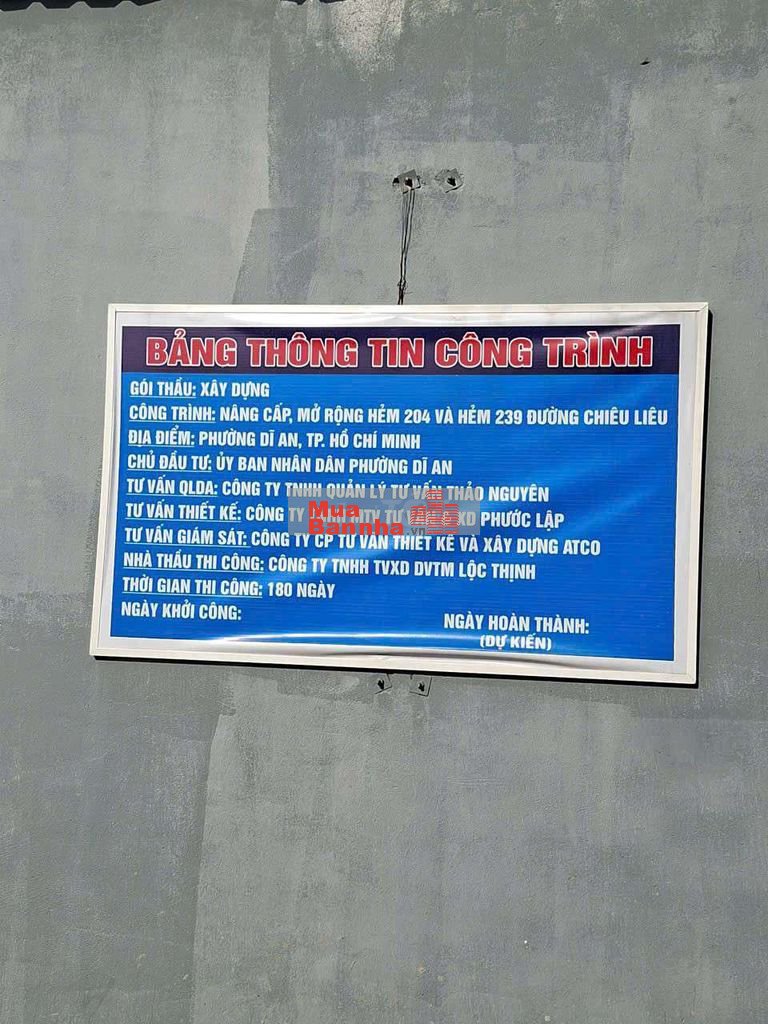 BẢNG THÔNG TIN CÔNG TRÌNH
GÓI THẦU: XÂY DỰNG
CÔNG TRÌNH: NÂNG CẤP, MỞ RỘNG HẺM 204 VÀ HẺM 239 ĐƯỜNG CHIÊU LIÊU
ĐỊA ĐIỂM: PHƯỜNG DĨ AN, TP. HỒ CHÍ MINH
CHỦ ĐẦU TƯ: ỦY BAN NHÂN DÂN PHƯỜNG DĨ AN
TƯ VẤN QLDA: CÔNG TY TNHH QUẢN LÝ TƯ VẤN THẢO NGUYÊN
TƯ VẤN THIẾT KẾ: CÔNG TY TƯ VẤN PHƯỚC LẬP
Mua
Bannha
TƯ VẤN GIÁM SÁT: CÔNG TY CP TƯ VẤN THIẾT KẾ VÀ XÂY DỰNG ATCO
NHÀ THẦU THI CÔNG: CÔNG TY TNHH TVXD DVTM LỘC THỊNH
THỜI GIAN THI CÔNG: 180 NGÀY
NGÀY KHỞI CÔNG:
NGÀY HOÀN THÀNH:
(DỰ KIẾN)